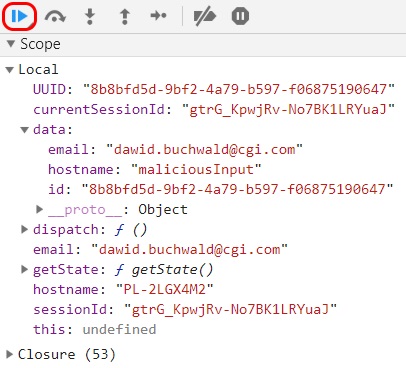 Scope
Local
UUID: "8b8bfd5d-9bf2-4a79-b597-f06875190647"
currentSessionId: "gtrG_KpwjRv-No7BK1LRYuaJ"
data:
email: "dawid.buchwald@cgi.com"
hostname: "maliciousInput"
id: "8b8bfd5d-9bf2-4a79-b597-f06875190647"
__proto__: Object
dispatch: ƒ ()
email: "dawid.buchwald@cgi.com"
getState: ƒ getState()
hostname: "PL-2LGX4M2"
sessionId: "gtrG_KpwjRv-No7BK1LRYuaJ"
this: undefined
Closure (53)